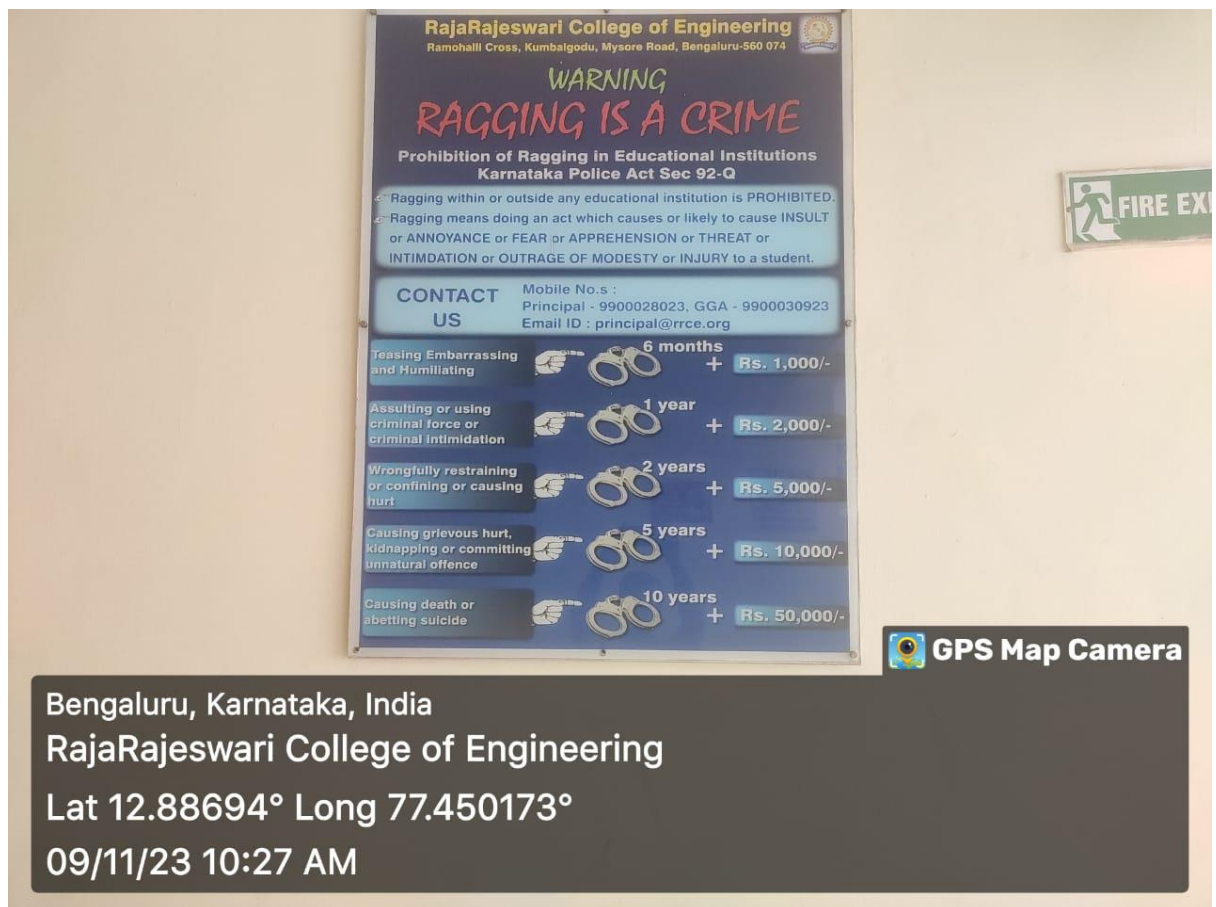 RajaRajeswari College of Engineering
Ramohalli Cross, Kumbalgodu, Mysore Road, Bengaluru-560 074
WARNING
RAGGING IS A CRIME
Prohibition of Ragging in Educational Institutions
Karnataka Police Act Sec 92-Q
Ragging within or outside any educational institution is PROHIBITED.
Ragging means doing an act which causes or likely to cause INSULT
or ANNOYANCE or FEAR or APPREHENSION or THREAT or
INTIMDATION or OUTRAGE OF MODESTY or INJURY to a student.
CONTACT
US
Mobile No.s :
Principal - 9900028023, GGA - 9900030923
Email ID : principal@rrce.org
Teasing Embarrassing
and Humiliating
6 months
+ Rs. 1,000/-
Assulting or using
criminal force or
criminal intimidation
1 year
+ Rs. 2,000/-
Wrongfully restraining
or confining or causing
hurt
2 years
+ Rs. 5,000/-
Causing grievous hurt,
kidnapping or committing
unnatural offence
5 years
+ Rs. 10,000/-
Causing death or
abetting suicide
10 years
+ Rs. 50,000/-
FIRE EXI
GPS Map Camera
Bengaluru, Karnataka, India
RajaRajeswari College of Engineering
Lat 12.88694° Long 77.450173°
09/11/23 10:27 AM